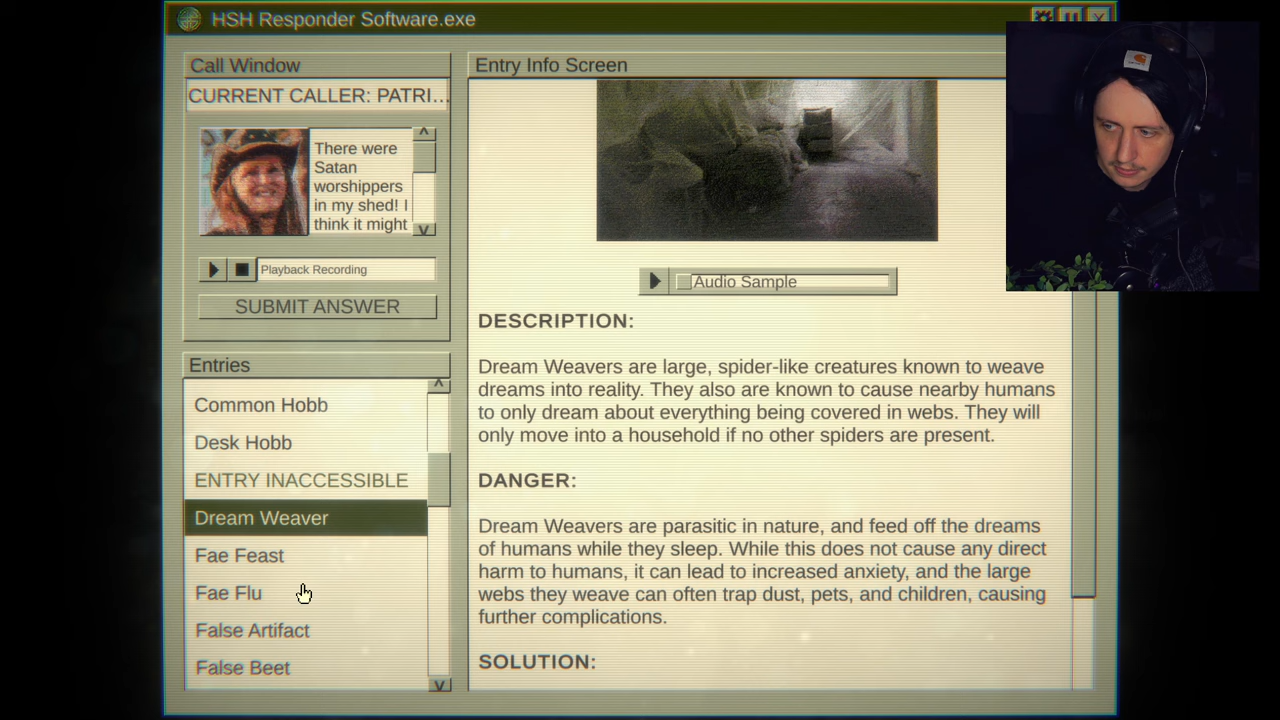 HSH Responder Software.exe
Call Window
CURRENT CALLER: PATRI...
There were
Satan
worshippers
in my shed! I
think it might
Playback Recording
SUBMIT ANSWER
Entries
Common Hobb
Desk Hobb
ENTRY INACCESSIBLE
Dream Weaver
Fae Feast
Fae Flu
False Artifact
False Beet
Entry Info Screen
Audio Sample
DESCRIPTION:
Dream Weavers are large, spider-like creatures known to weave
dreams into reality. They also are known to cause nearby humans
to only dream about everything being covered in webs. They will
only move into a household if no other spiders are present.
DANGER:
Dream Weavers are parasitic in nature, and feed off the dreams
of humans while they sleep. While this does not cause any direct
harm to humans, it can lead to increased anxiety, and the large
webs they weave can often trap dust, pets, and children, causing
further complications.
SOLUTION: